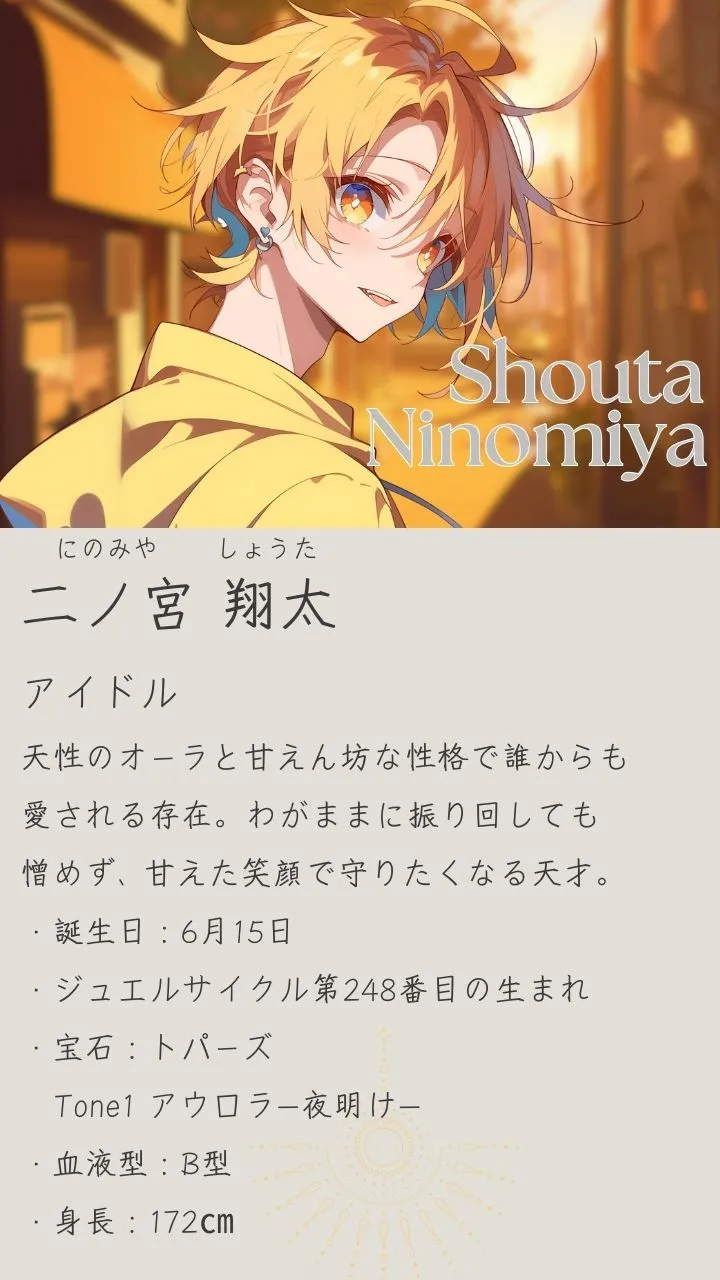 Shouta
Ninomiya
にのみや しょうた
二ノ宮 翔太
アイドル
天性のオーラと甘えん坊な性格で誰からも
愛される存在。わがままに振り回しても
憎めず、甘えた笑顔で守りたくなる天才。
・誕生日：6月15日
・ジュエルサイクル第248番目の生まれ
・宝石：トパーズ
Tone1 アウロラ—夜明け—
・血液型：B型
・身長：172cm